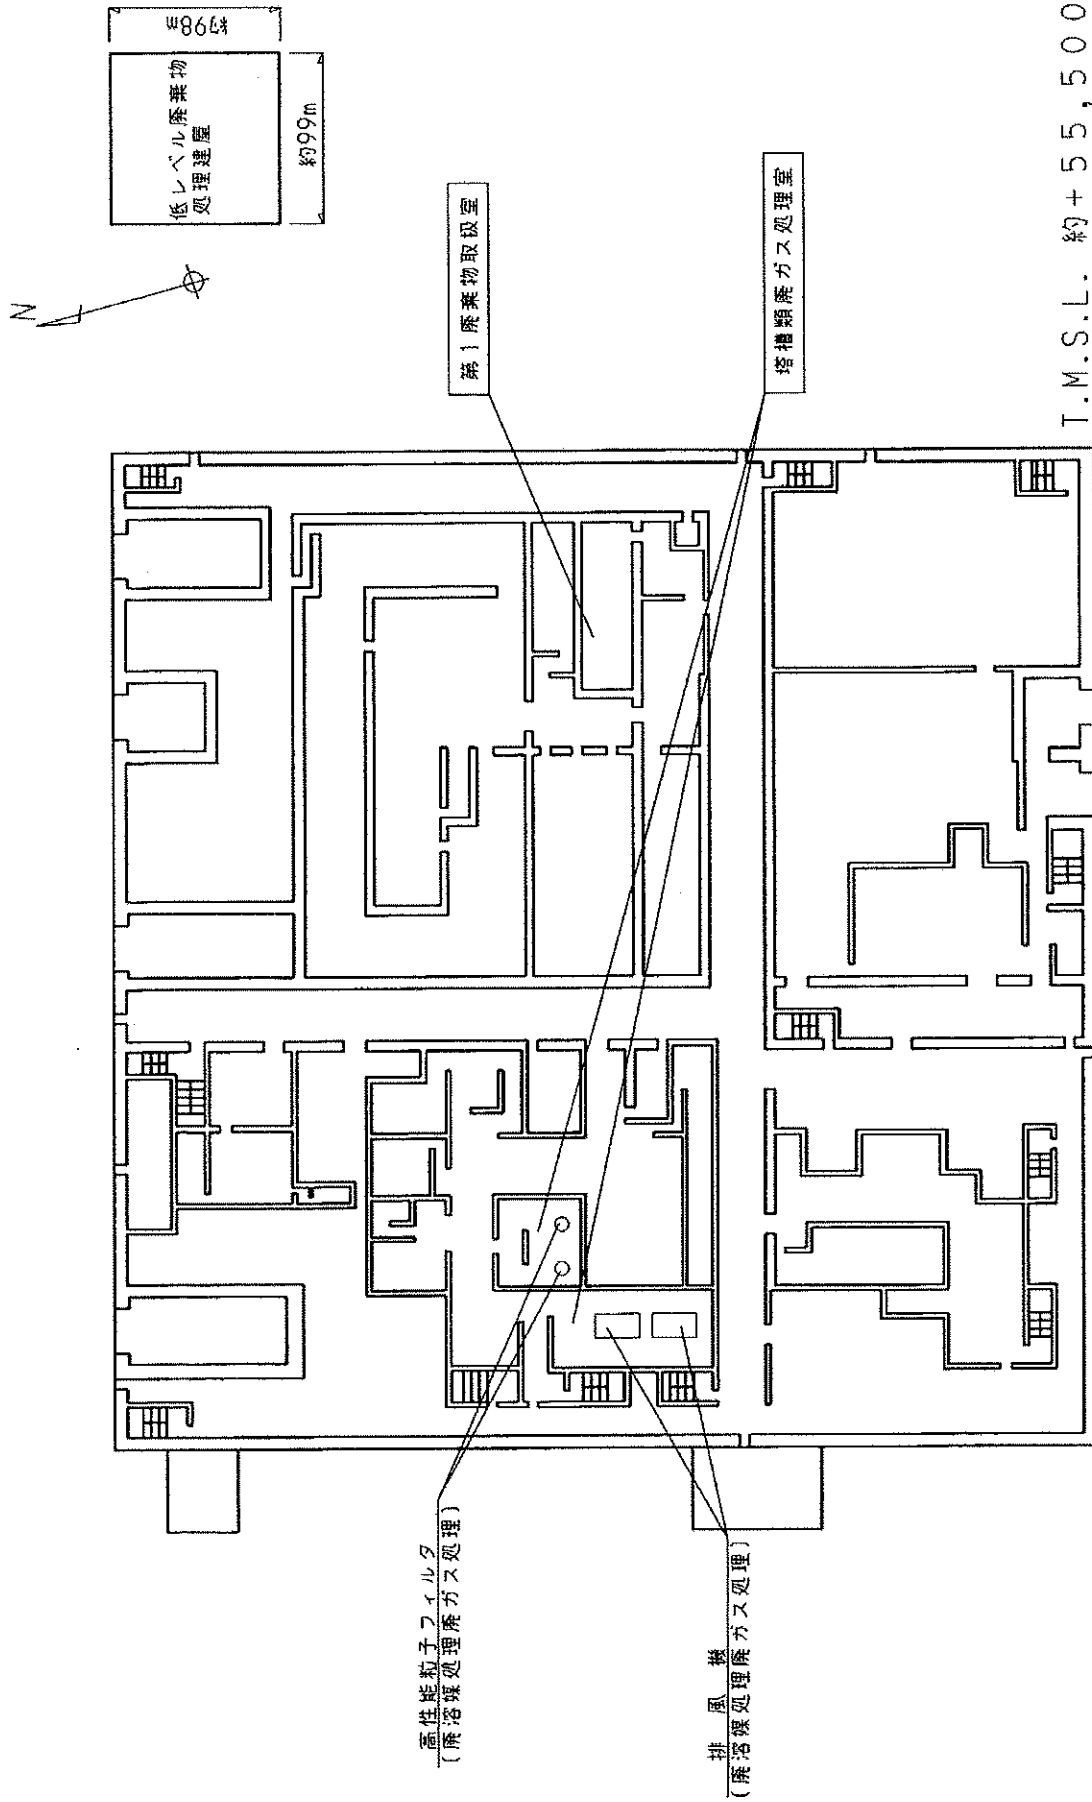 N
低レベル廃棄物
処理建屋
約98m
約99m
第1廃棄物取扱室
塔槽類廃ガス処理室
高性能粒子フィルタ
(廃溶媒処理廃ガス処理)
排風機
(廃溶媒処理廃ガス処理)
T.M.S.L. 約+55,500